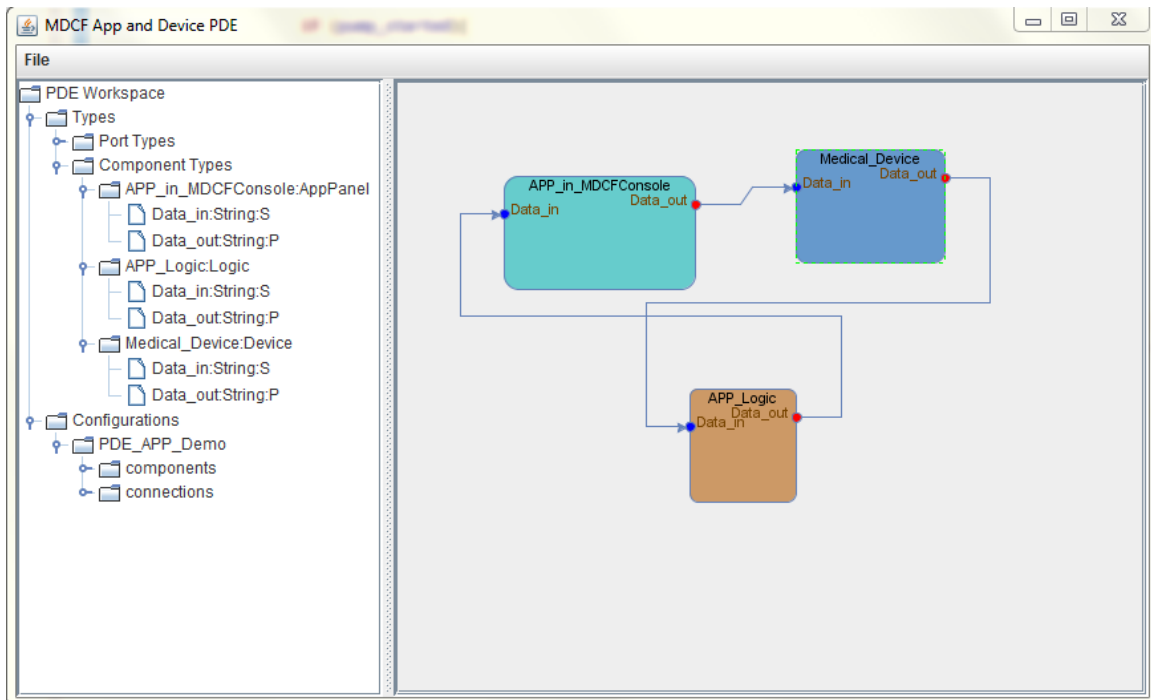 MDCF App and Device PDE
File
PDE Workspace
Types
Port Types
Component Types
APP_in_MDCFConsole:AppPanel
Data_in:String:S
Data_out:String:P
APP_Logic:Logic
Data_in:String:S
Data_out:String:P
Medical_Device:Device
Data_in:String:S
Data_out:String:P
Configurations
PDE_APP_Demo
components
connections
APP_in_MDCFConsole
Data_out
Data_in
Medical_Device
Data_out
Data_in
APP_Logic
Data_out
Data_in